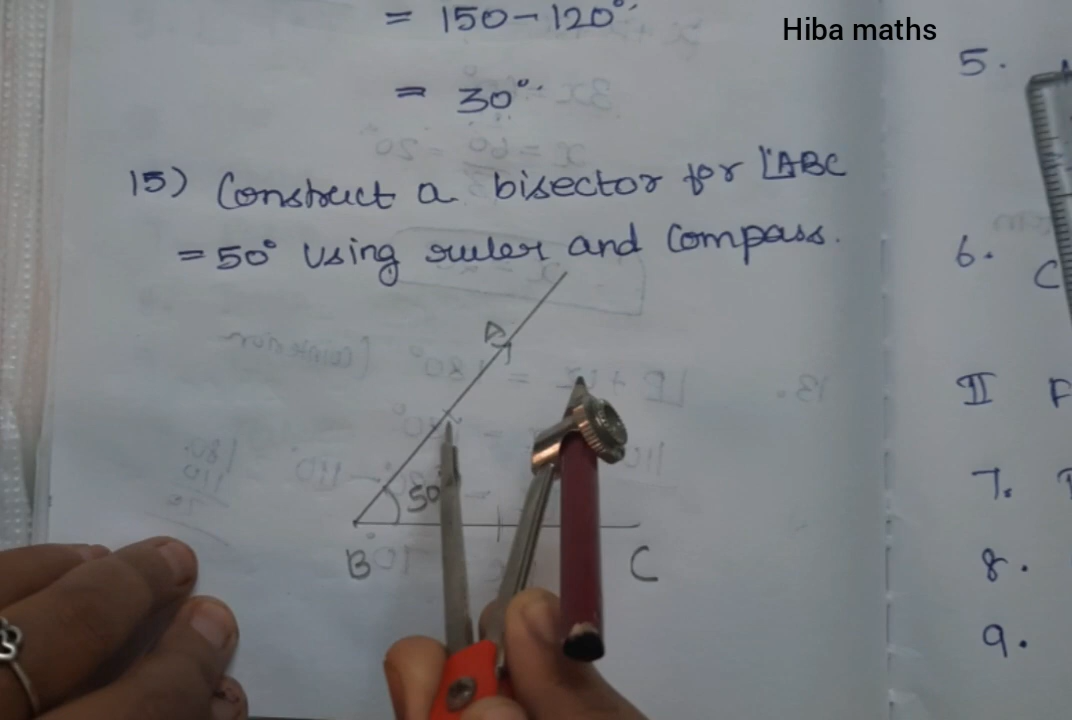 = 150-120°
Hiba maths
= 30°
15) Construct a bisector for ∠ABC
= 50° Using ruler and Compass.
A
50°
B
C
5.
6.
C
II
7.
8.
9.